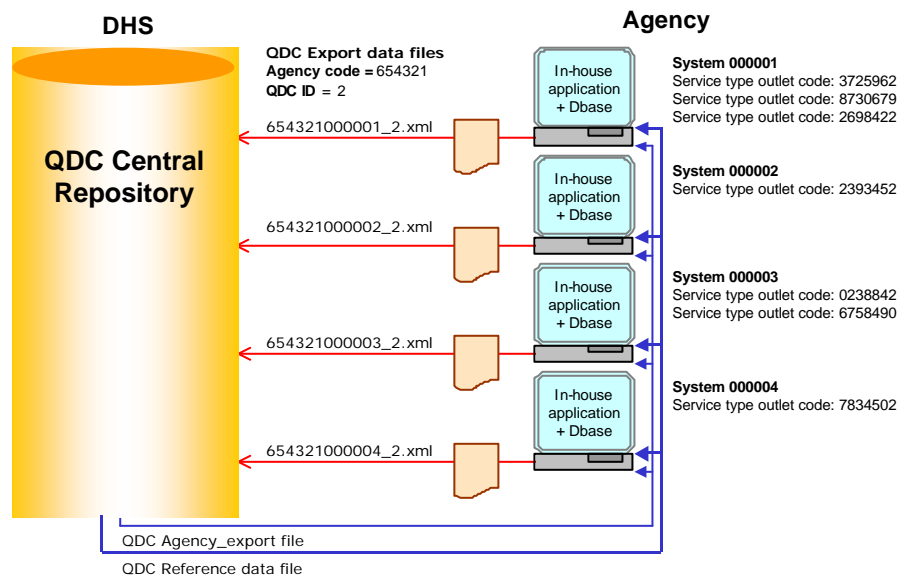 DHS
Agency
QDC Export data files
Agency code = 654321
QDC ID = 2
QDC Central
Repository
654321000001_2.xml
In-house
application
+ Dbase
System 000001
Service type outlet code: 3725962
Service type outlet code: 8730679
Service type outlet code: 2698422
654321000002_2.xml
In-house
application
+ Dbase
System 000002
Service type outlet code: 2393452
654321000003_2.xml
In-house
application
+ Dbase
System 000003
Service type outlet code: 0238842
Service type outlet code: 6758490
654321000004_2.xml
In-house
application
+ Dbase
System 000004
Service type outlet code: 7834502
QDC Agency_export file
QDC Reference data file